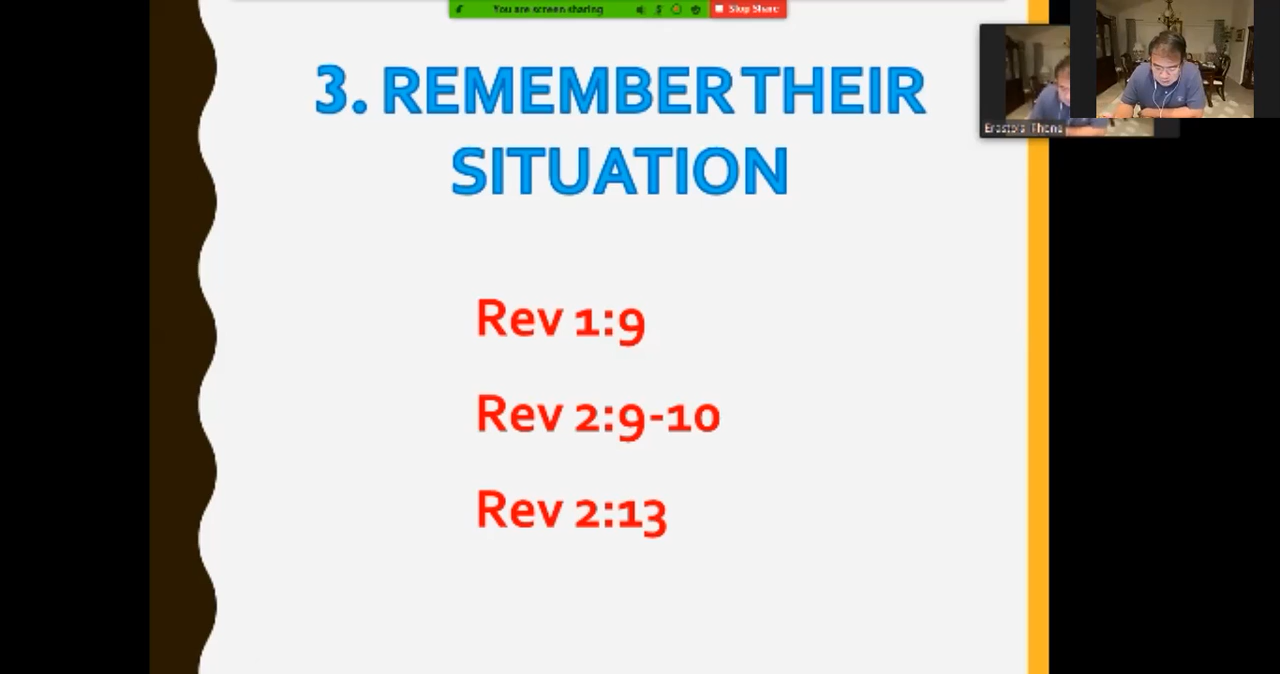 You are screen sharing
Stop Share
3. REMEMBER THEIR
SITUATION
Rev 1:9
Rev 2:9-10
Rev 2:13